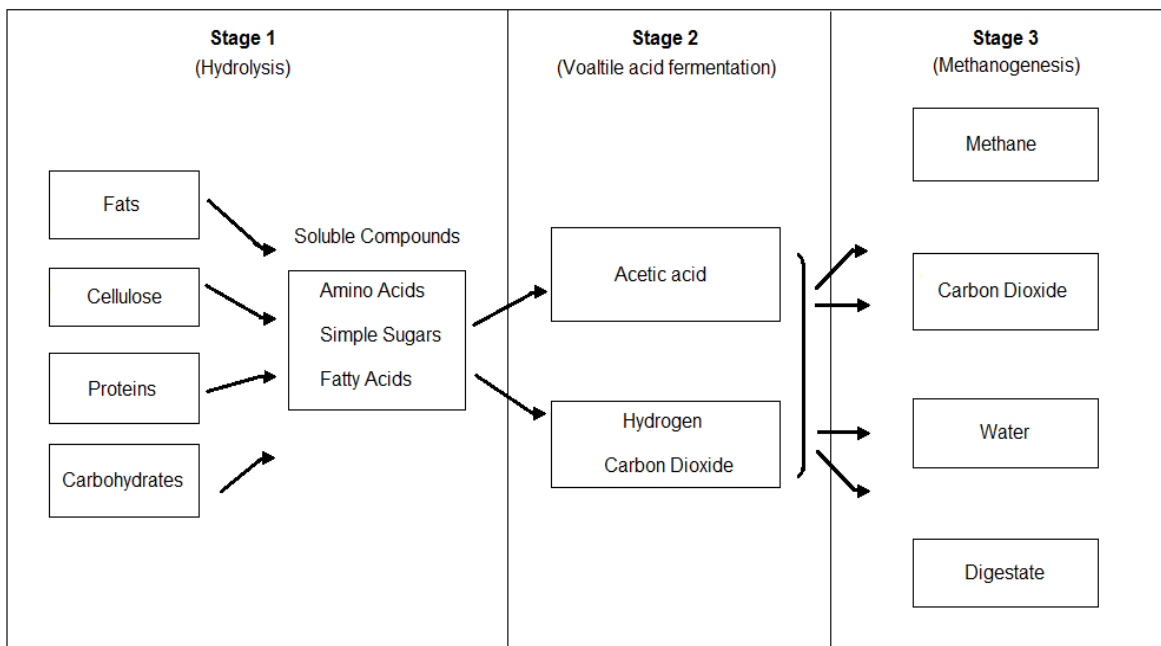 Stage 1
(Hydrolysis)
Fats
Cellulose
Proteins
Carbohydrates
Soluble Compounds
Amino Acids
Simple Sugars
Fatty Acids
Stage 2
(Voaltile acid fermentation)
Acetic acid
Hydrogen
Carbon Dioxide
Stage 3
(Methanogenesis)
Methane
Carbon Dioxide
Water
Digestate